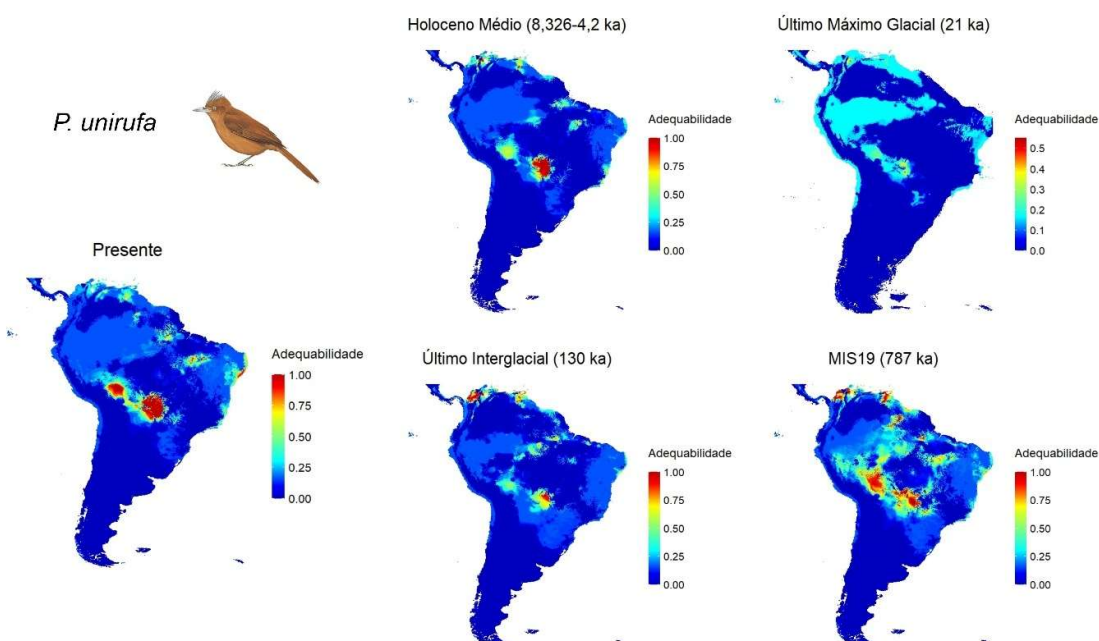 Holoceno Médio (8,326-4,2 ka)
Último Máximo Glacial (21 ka)
P. unirufa
Adequabilidade
1.00
0.75
0.50
0.25
0.00
Adequabilidade
0.5
0.4
0.3
0.2
0.1
0.0
Presente
Adequabilidade
1.00
0.75
0.50
0.25
0.00
Último Interglacial (130 ka)
MIS19 (787 ka)
Adequabilidade
1.00
0.75
0.50
0.25
0.00
Adequabilidade
1.00
0.75
0.50
0.25
0.00